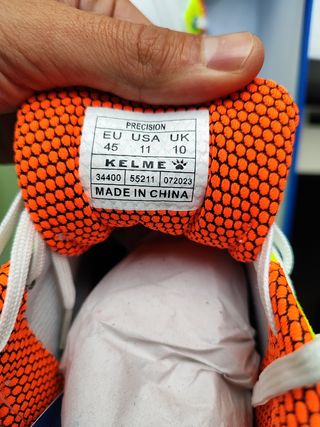 PRECISION
EU USA UK
45 11 10
KELME
34400 55211 072023
MADE IN CHINA